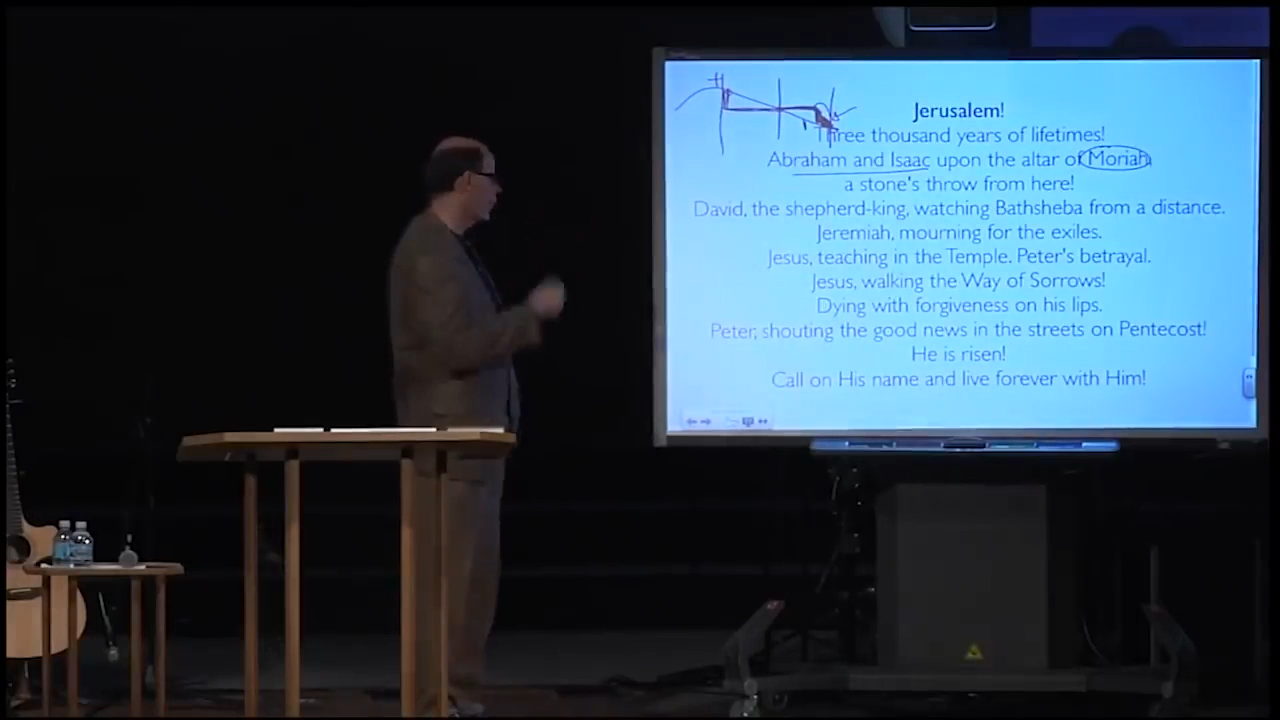 Jerusalem!
Three thousand years of lifetimes!
Abraham and Isaac upon the altar of Moriah,
a stone's throw from here!
David, the shepherd-king, watching Bathsheba from a distance.
Jeremiah, mourning for the exiles.
Jesus, teaching in the Temple. Peter's betrayal.
Jesus, walking the Way of Sorrows!
Dying with forgiveness on his lips.
Peter, shouting the good news in the streets on Pentecost!
He is risen!
Call on His name and live forever with Him!